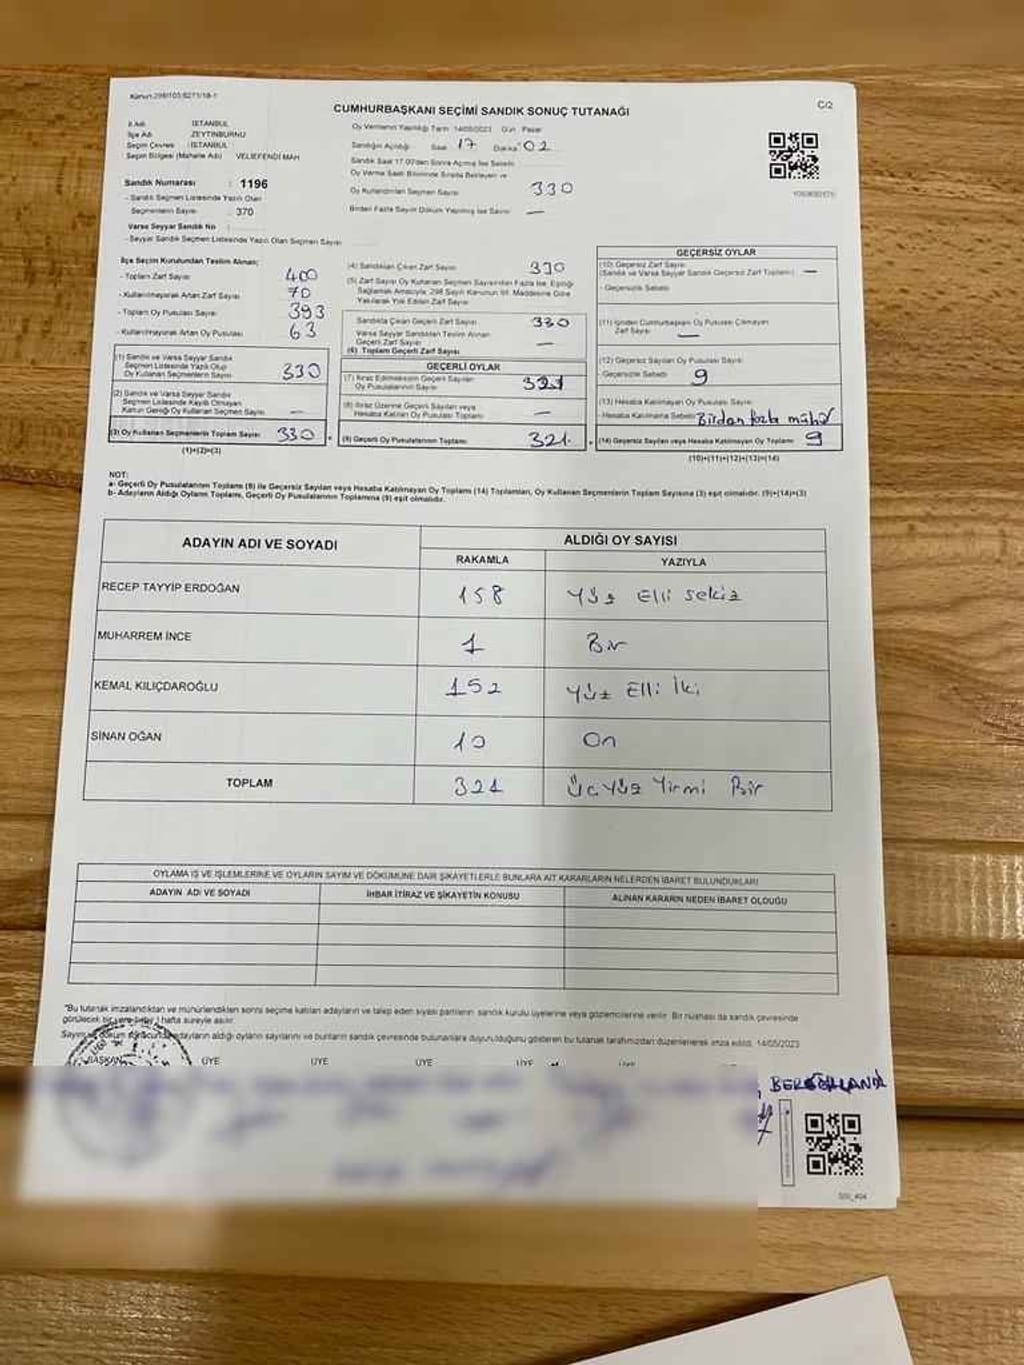 Kanun:298/103;6271/18-1
CUMHURBAŞKANI SEÇİMİ SANDIK SONUÇ TUTANAĞI
C/2
İl Adı : İSTANBUL
İlçe Adı : ZEYTİNBURNU
Seçim Çevresi : İSTANBUL
Seçim Bölgesi (Mahalle Adı) : VELİEFENDİ MAH
Sandık Numarası : 1196
- Sandık Seçmen Listesinde Yazılı Olan
Seçmenlerin Sayısı : 370
Varsa Seyyar Sandık No :
- Seyyar Sandık Seçmen Listesinde Yazılı Olan Seçmen Sayısı
Oy Vermenin Yapıldığı Tarih 14/05/2023 Gün : Pazar
Sandığın Açıldığı Saat 17 Dakika 02
Sandık Saat 17.00'den Sonra Açılmış İse Sebebi
Oy Verme Saati Bitiminde Sırada Bekleyen ve
Oy Kullandırılan Seçmen Sayısı 330
Birden Fazla Sayım Döküm Yapılmış İse Sayısı —
İlçe Seçim Kurulundan Teslim Alınan;
- Toplam Zarf Sayısı 400
- Kullanılmayarak Artan Zarf Sayısı 70
- Toplam Oy Pusulası Sayısı 393
- Kullanılmayarak Artan Oy Pusulası 63
(1) Sandık ve Varsa Seyyar Sandık
Seçmen Listesinde Yazılı Olup
Oy Kullanan Seçmenlerin Sayısı 330
(2) Sandık ve Varsa Seyyar Sandık
Seçmen Listesinde Kayıtlı Olmayan
Kanun Gereği Oy Kullanan Seçmen Sayısı —
(3) Oy Kullanan Seçmenlerin Toplam Sayısı 330
(1)+(2)=(3)
(4) Sandıktan Çıkan Zarf Sayısı 330
(5) Zarf Sayısı Oy Kullanan Seçmen Sayısından Fazla İse, Eşitliği
Sağlamak Amacıyla, 298 Sayılı Kanunun 98. Maddesine Göre
Yakılarak Yok Edilen Zarf Sayısı
Sandıkta Çıkan Geçerli Zarf Sayısı 330
Varsa Seyyar Sandıktan Teslim Alınan
Geçerli Zarf Sayısı —
(6) Toplam Geçerli Zarf Sayısı
GEÇERLİ OYLAR
(7) İtiraz Edilmeksizin Geçerli Sayılan
Oy Pusulalarının Sayısı 321
(8) İtiraz Üzerine Geçerli Sayılan veya
Hesaba Katılan Oy Pusulası Toplamı —
(9) Geçerli Oy Pusulalarının Toplamı 321
GEÇERSİZ OYLAR
(10) Geçersiz Zarf Sayısı
(Sandık ve Varsa Seyyar Sandık Geçersiz Zarf Toplamı) —
- Geçersizlik Sebebi
(11) İçinden Cumhurbaşkanı Oy Pusulası Çıkmayan
Zarf Sayısı —
(12) Geçersiz Sayılan Oy Pusulası Sayısı
- Geçersizlik Sebebi 9
(13) Hesaba Katılmayan Oy Pusulası Sayısı
- Hesaba Katılmama Sebebi Birdan fazla mühür
(14) Geçersiz Sayılan veya Hesaba Katılmayan Oy Toplamı 9
(10)+(11)+(12)+(13)=(14)
NOT:
a- Geçerli Oy Pusulalarının Toplamı (9) ile Geçersiz Sayılan veya Hesaba Katılmayan Oy Toplamı (14) Toplamları, Oy Kullanan Seçmenlerin Toplam Sayısına (3) eşit olmalıdır. (9)+(14)=(3)
b- Adayların Aldığı Oyların Toplamı, Geçerli Oy Pusulalarının Toplamına (9) eşit olmalıdır.
ADAYIN ADI VE SOYADI
ALDIĞI OY SAYISI
RAKAMLA YAZIYLA
RECEP TAYYİP ERDOĞAN 158 Yüz Elli Sekiz
MUHARREM İNCE 1 Bir
KEMAL KILIÇDAROĞLU 152 Yüz Elli İki
SİNAN OĞAN 10 On
TOPLAM 321 Üç Yüz Yirmi Bir
OYLAMA İŞ VE İŞLEMLERİNE VE OYLARIN SAYIM VE DÖKÜMÜNE DAİR ŞİKAYETLERLE BUNLARA AİT KARARLARIN NELERDEN İBARET BULUNDUKLARI
ADAYIN ADI VE SOYADI İHBAR İTİRAZ VE ŞİKAYETİN KONUSU ALINAN KARARIN NEDEN İBARET OLDUĞU
*Bu tutanak imzalandıktan ve mühürlendikten sonra seçime katılan adayların ve talep eden siyasi partilerin sandık kurulu üyelerine veya gözlemcilerine verilir. Bir nüshası da sandık çevresinde
görülecek bir yere 1 hafta süreyle asılır.
Sayım ve döküm sonucunda adayların aldığı oyların sayılarını ve bunların sandık çevresinde bulunanlara duyurulduğunu gösteren bu tutanak tarafımızdan düzenlenerek imza edildi. 14/05/2023
BAŞKAN ÜYE ÜYE ÜYE ÜYE